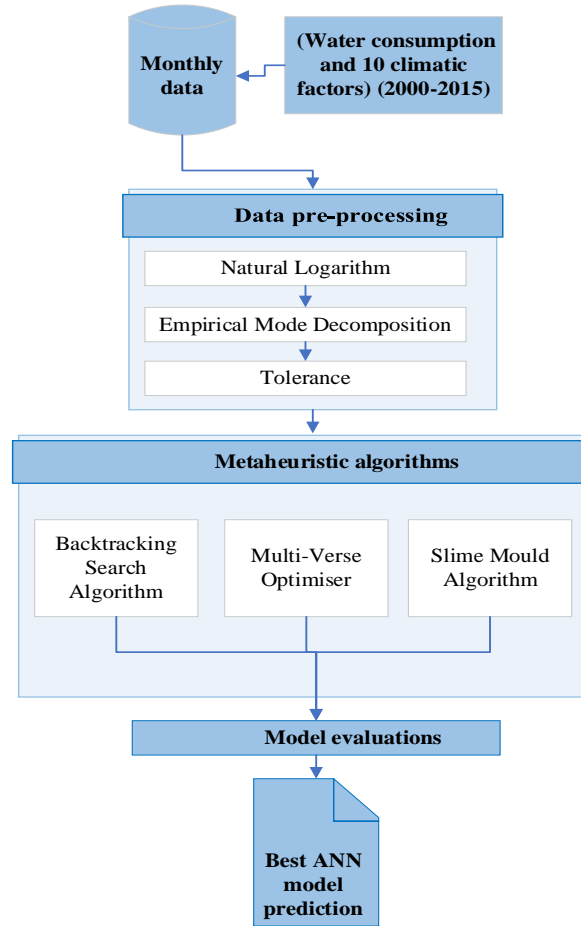 Monthly
data
(Water consumption
and 10 climatic
factors) (2000-2015)
Data pre-processing
Natural Logarithm
Empirical Mode Decomposition
Tolerance
Metaheuristic algorithms
Backtracking
Search
Algorithm
Multi-Verse
Optimiser
Slime Mould
Algorithm
Model evaluations
Best ANN
model
prediction